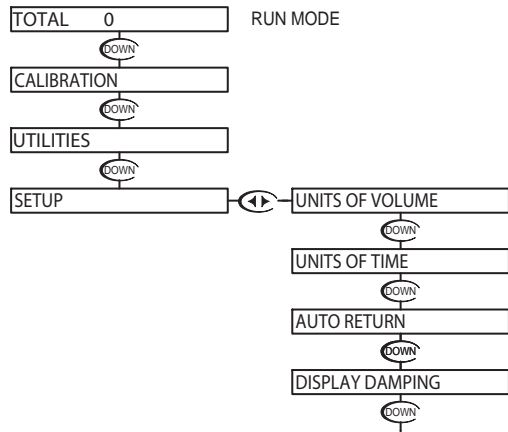 TOTAL 0 RUN MODE
DOWN
CALIBRATION
DOWN
UTILITIES
DOWN
SETUP
UNITS OF VOLUME
DOWN
UNITS OF TIME
DOWN
AUTO RETURN
DOWN
DISPLAY DAMPING
DOWN